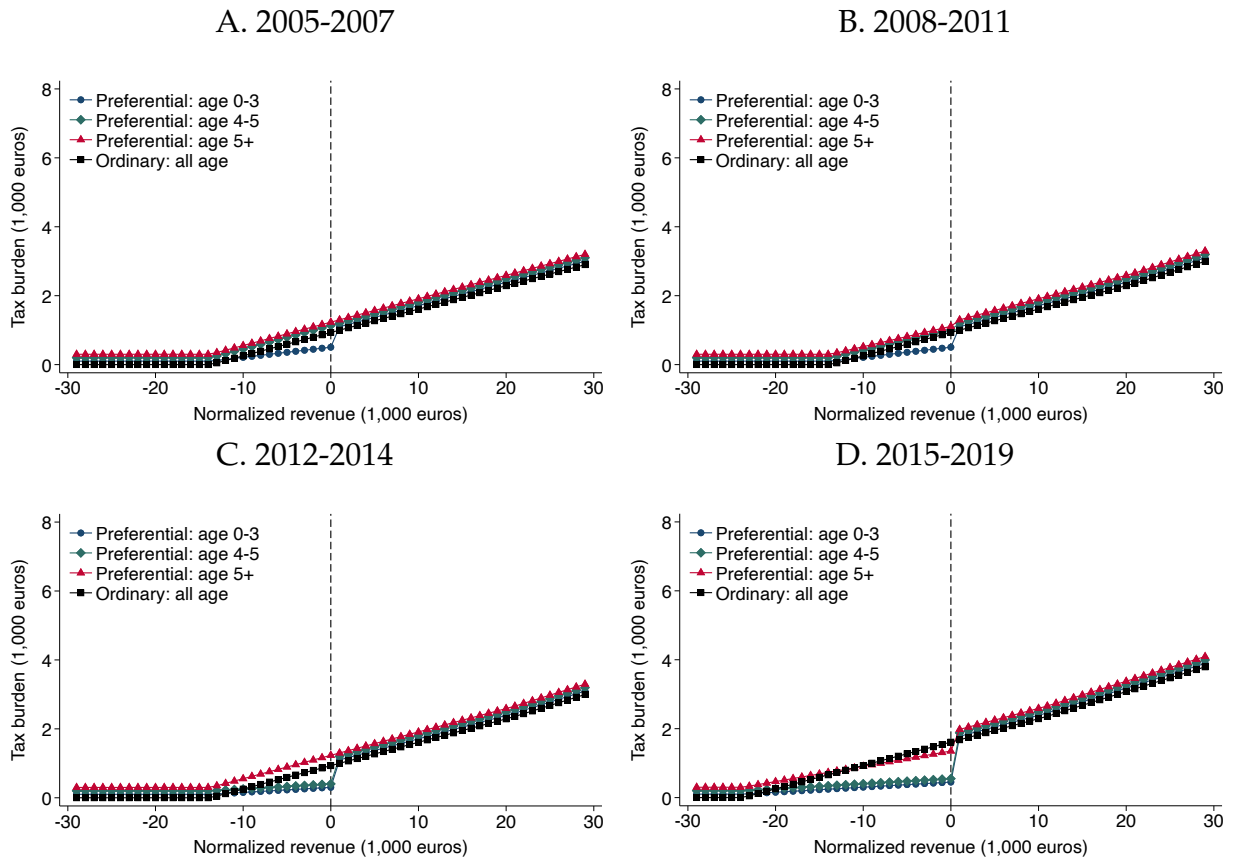 A. 2005-2007
8
6
4
2
0
Tax burden (1,000 euros)
Preferential: age 0-3
Preferential: age 4-5
Preferential: age 5+
Ordinary: all age
-30 -20 -10 0 10 20 30
Normalized revenue (1,000 euros)
B. 2008-2011
8
6
4
2
0
Tax burden (1,000 euros)
Preferential: age 0-3
Preferential: age 4-5
Preferential: age 5+
Ordinary: all age
-30 -20 -10 0 10 20 30
Normalized revenue (1,000 euros)
C. 2012-2014
8
6
4
2
0
Tax burden (1,000 euros)
Preferential: age 0-3
Preferential: age 4-5
Preferential: age 5+
Ordinary: all age
-30 -20 -10 0 10 20 30
Normalized revenue (1,000 euros)
D. 2015-2019
8
6
4
2
0
Tax burden (1,000 euros)
Preferential: age 0-3
Preferential: age 4-5
Preferential: age 5+
Ordinary: all age
-30 -20 -10 0 10 20 30
Normalized revenue (1,000 euros)